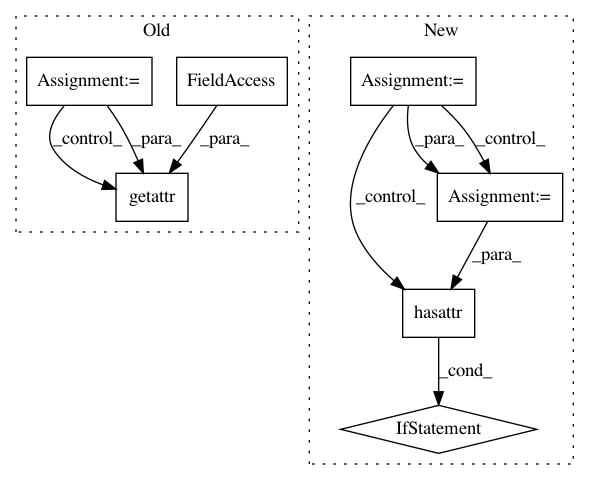 Old
New
Assignment:=
FieldAccess
Assignment:=
_control_
_para_
_para_
_para_
_control_
getattr
_control_
Assignment:=
_para_
hasattr
_cond_
IfStatement